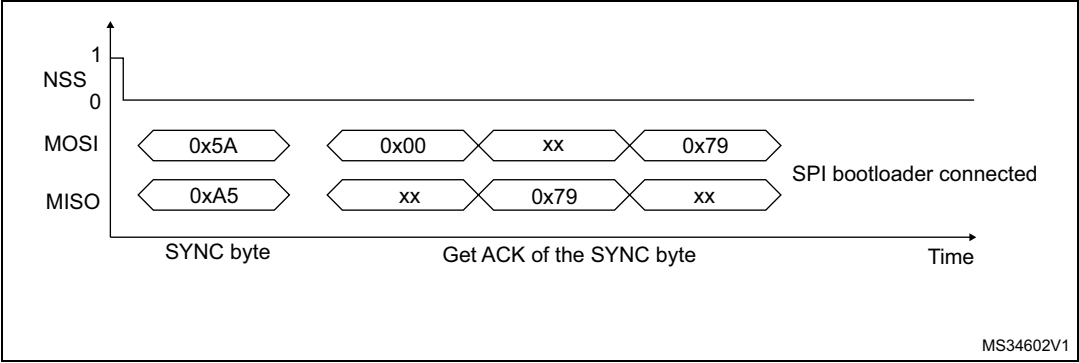 1
NSS
0
MOSI 0x5A 0x00 xx 0x79
SPI bootloader connected
MISO 0xA5 xx 0x79 xx
SYNC byte Get ACK of the SYNC byte Time
MS34602V1